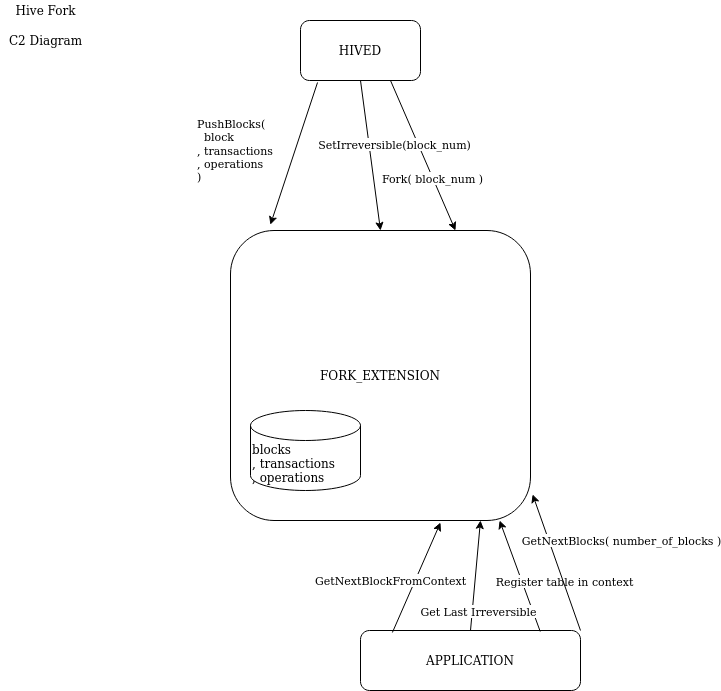 Hive Fork
C2 Diagram
HIVED
PushBlocks(
block
, transactions
, operations
)
SetIrreversible(block_num)
Fork( block_num )
FORK_EXTENSION
blocks
, transactions
, operations
GetNextBlocks( number_of_blocks )
GetNextBlockFromContext
Register table in context
Get Last Irreversible
APPLICATION